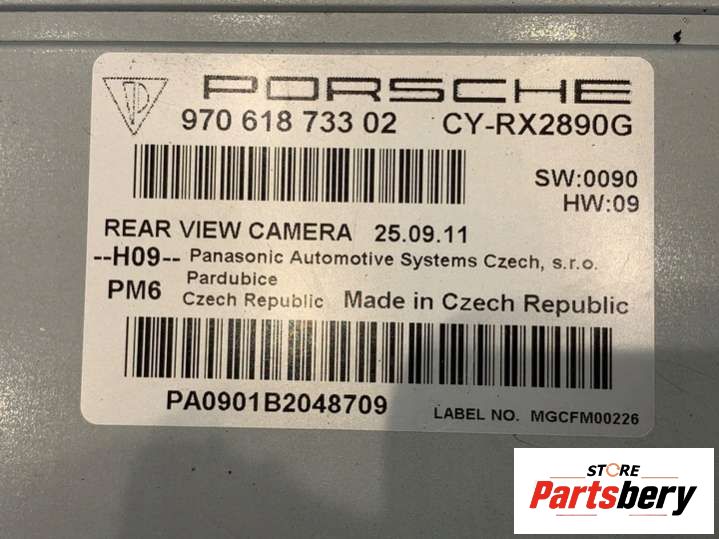 PORSCHE
970 618 733 02 CY-RX2890G
SW:0090
HW:09
REAR VIEW CAMERA 25.09.11
--H09-- Panasonic Automotive Systems Czech, s.r.o.
PM6 Pardubice
Czech Republic Made in Czech Republic
PA0901B2048709
LABEL NO. MGCFM00226
STORE
Partsbery